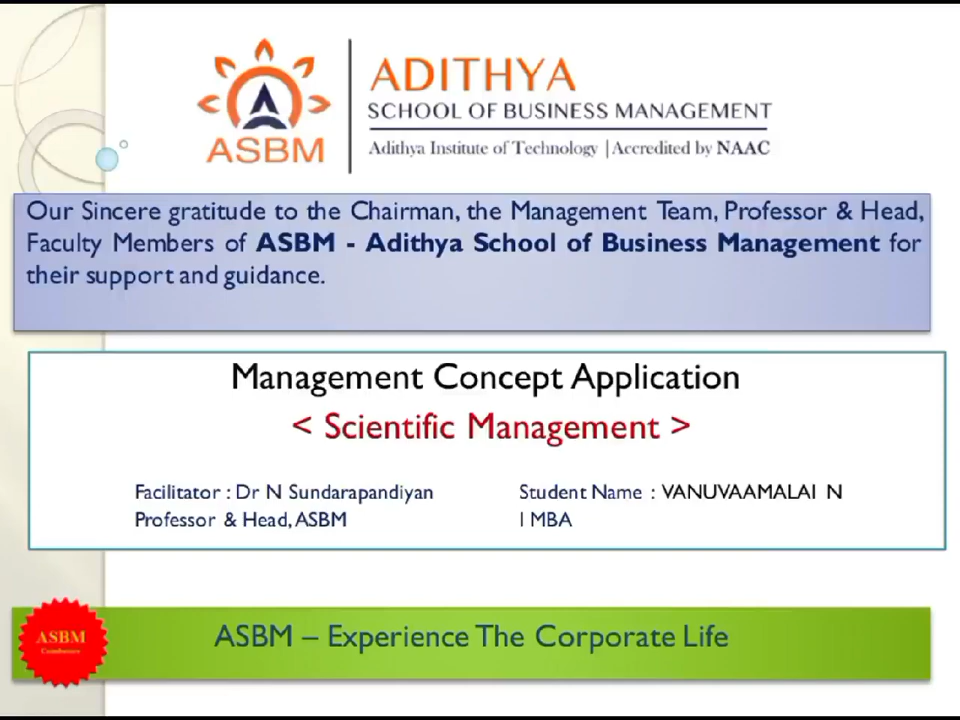 ASBM
ADITHYA
SCHOOL OF BUSINESS MANAGEMENT
Adithya Institute of Technology | Accredited by NAAC
Our Sincere gratitude to the Chairman, the Management Team, Professor & Head,
Faculty Members of ASBM - Adithya School of Business Management for
their support and guidance.
Management Concept Application
< Scientific Management >
Facilitator : Dr N Sundarapandiyan
Professor & Head, ASBM
Student Name : VANUVAAMALAI N
I MBA
ASBM
Coimbatore
ASBM – Experience The Corporate Life